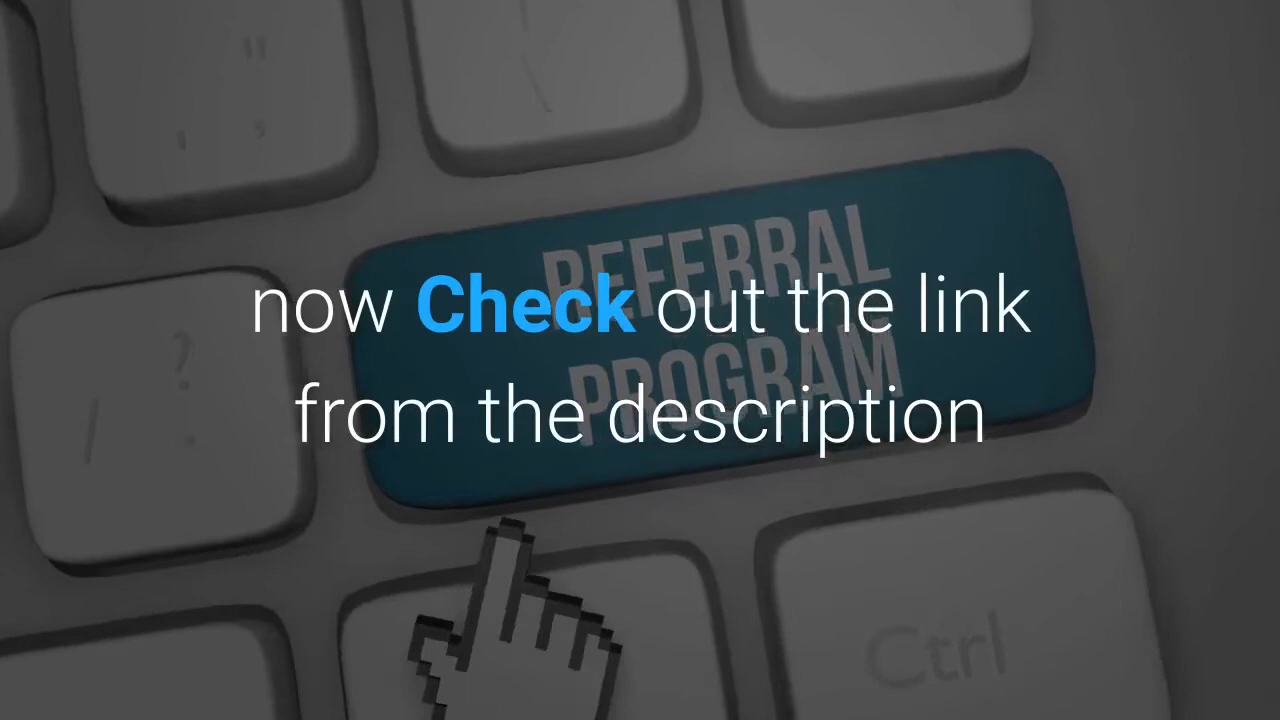 "
' ,
REFERRAL
now Check out the link
PROGRAM
from the description
?
/
Ctrl